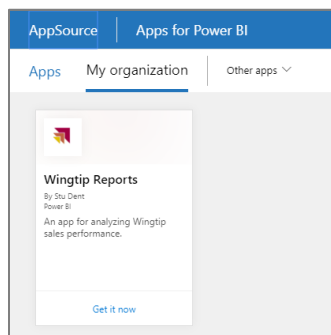 AppSource Apps for Power BI
Apps My organization Other apps
Wingtip Reports
By Stu Dent
Power BI
An app for analyzing Wingtip
sales performance.
Get it now